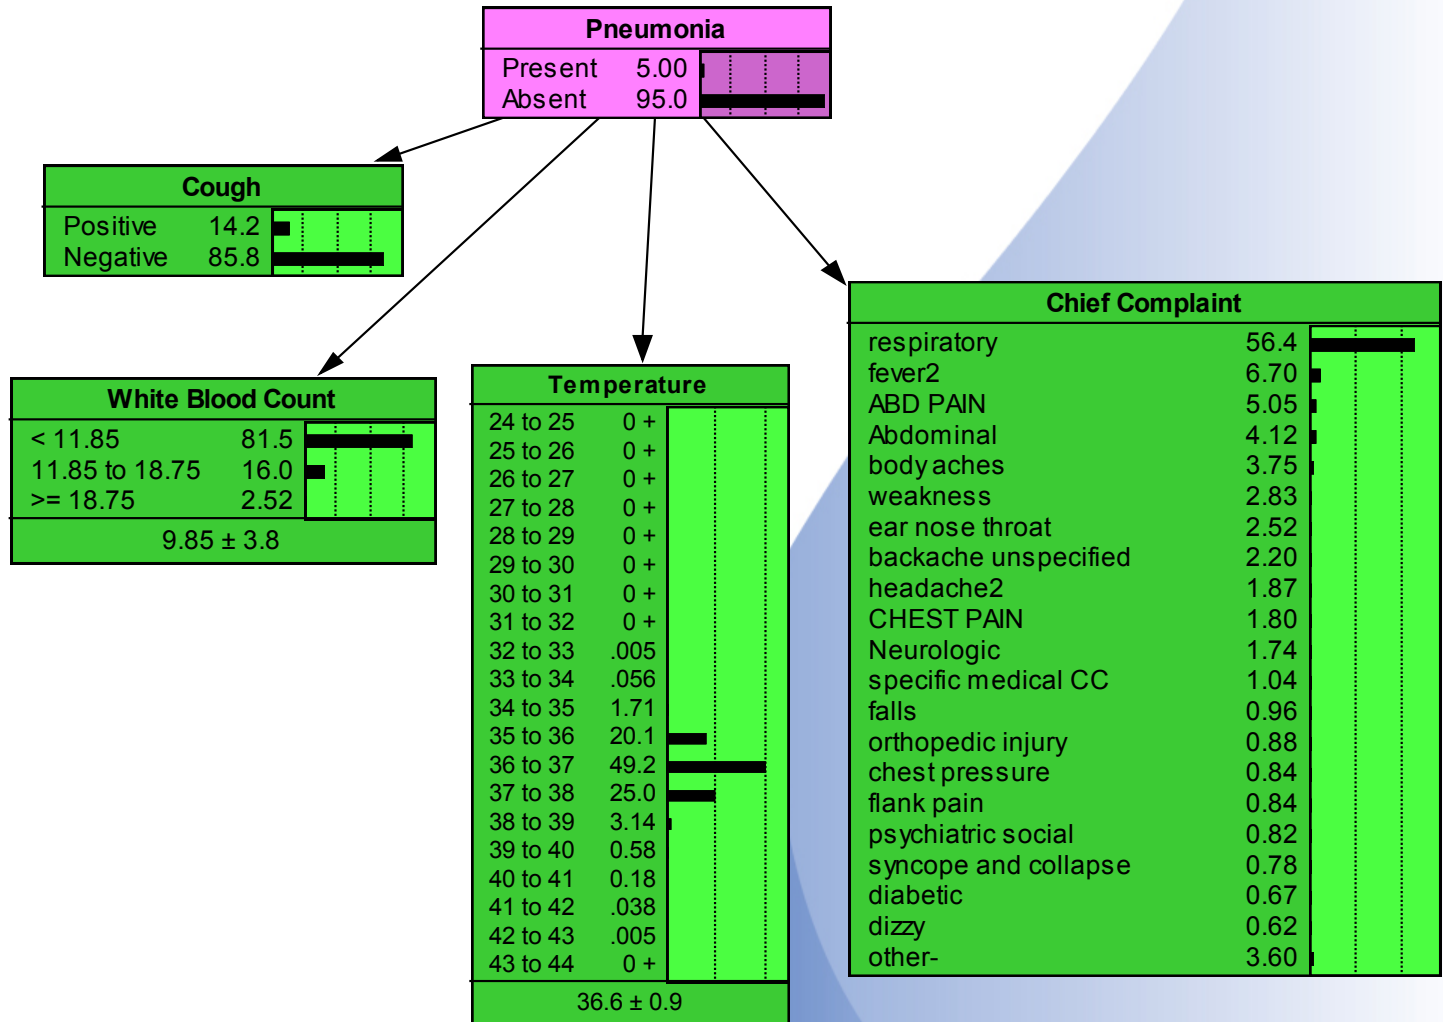 Pneumonia
Present 5.00
Absent 95.0
Cough
Positive 14.2
Negative 85.8
White Blood Count
< 11.85 81.5
11.85 to 18.75 16.0
>= 18.75 2.52
9.85 ± 3.8
Temperature
24 to 25 0 +
25 to 26 0 +
26 to 27 0 +
27 to 28 0 +
28 to 29 0 +
29 to 30 0 +
30 to 31 0 +
31 to 32 0 +
32 to 33 .005
33 to 34 .056
34 to 35 1.71
35 to 36 20.1
36 to 37 49.2
37 to 38 25.0
38 to 39 3.14
39 to 40 0.58
40 to 41 0.18
41 to 42 .038
42 to 43 .005
43 to 44 0 +
36.6 ± 0.9
Chief Complaint
respiratory 56.4
fever2 6.70
ABD PAIN 5.05
Abdominal 4.12
body aches 3.75
weakness 2.83
ear nose throat 2.52
backache unspecified 2.20
headache2 1.87
CHEST PAIN 1.80
Neurologic 1.74
specific medical CC 1.04
falls 0.96
orthopedic injury 0.88
chest pressure 0.84
flank pain 0.84
psychiatric social 0.82
syncope and collapse 0.78
diabetic 0.67
dizzy 0.62
other- 3.60